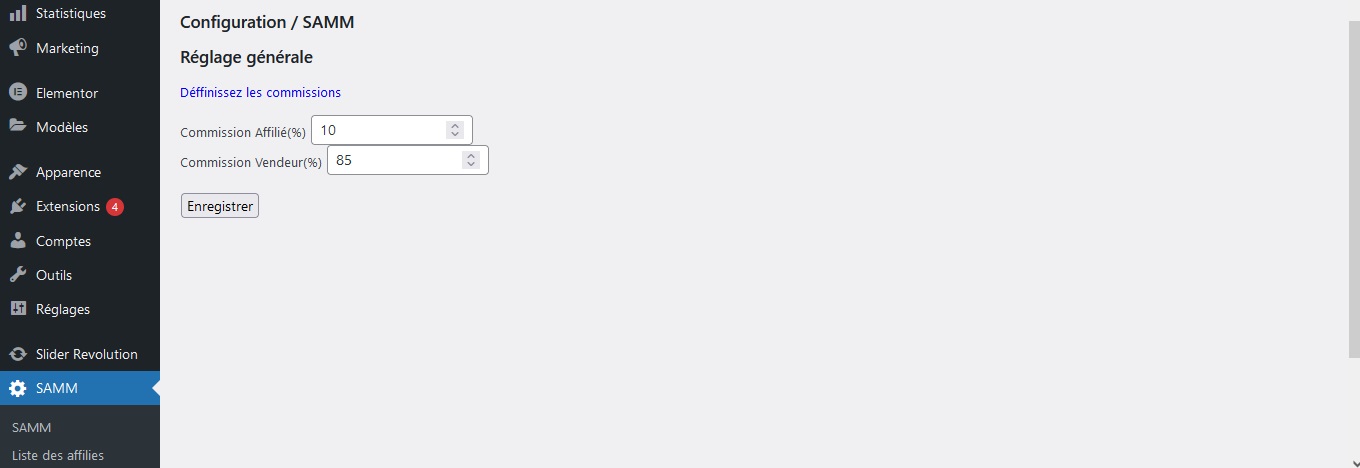 Statistiques
Marketing
Elementor
Modèles
Apparence
Extensions 4
Comptes
Outils
Réglages
Slider Revolution
SAMM
SAMM
Liste des affilies
Configuration / SAMM
Réglage générale
Déffinissez les commissions
Commission Affilié(%) 10
Commission Vendeur(%) 85
Enregistrer